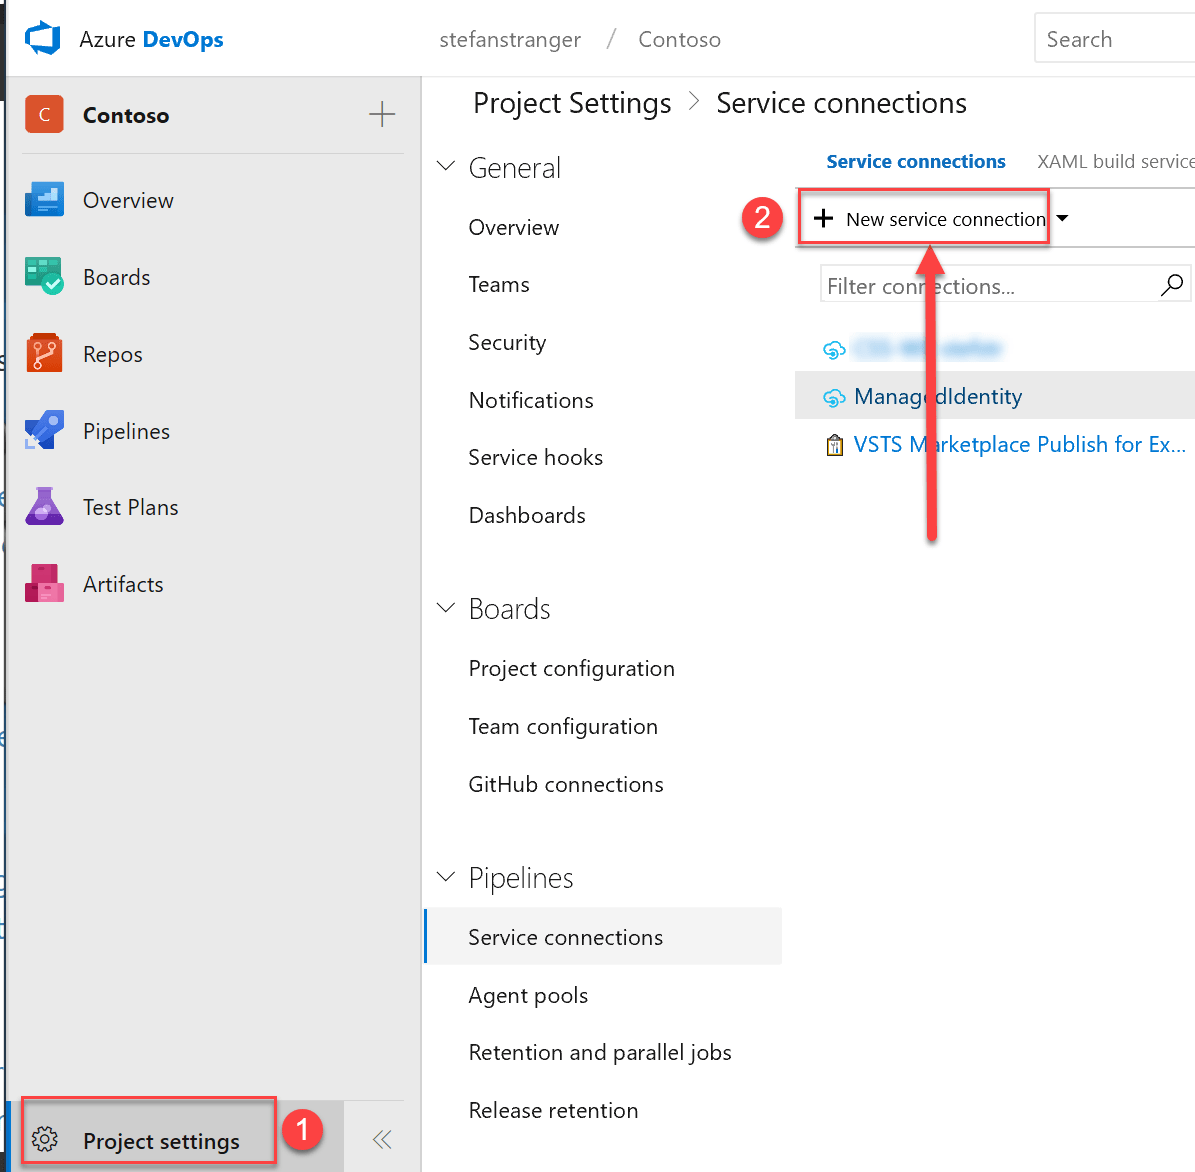 Azure DevOps
stefanstranger / Contoso
Search
C Contoso
Overview
Boards
Repos
Pipelines
Test Plans
Artifacts
Project settings
1
Project Settings > Service connections
General
Overview
Teams
Security
Notifications
Service hooks
Dashboards
Boards
Project configuration
Team configuration
GitHub connections
Pipelines
Service connections
Agent pools
Retention and parallel jobs
Release retention
Service connections XAML build service
2
+ New service connection
Filter connections...
ManagedIdentity
VSTS Marketplace Publish for Ex...